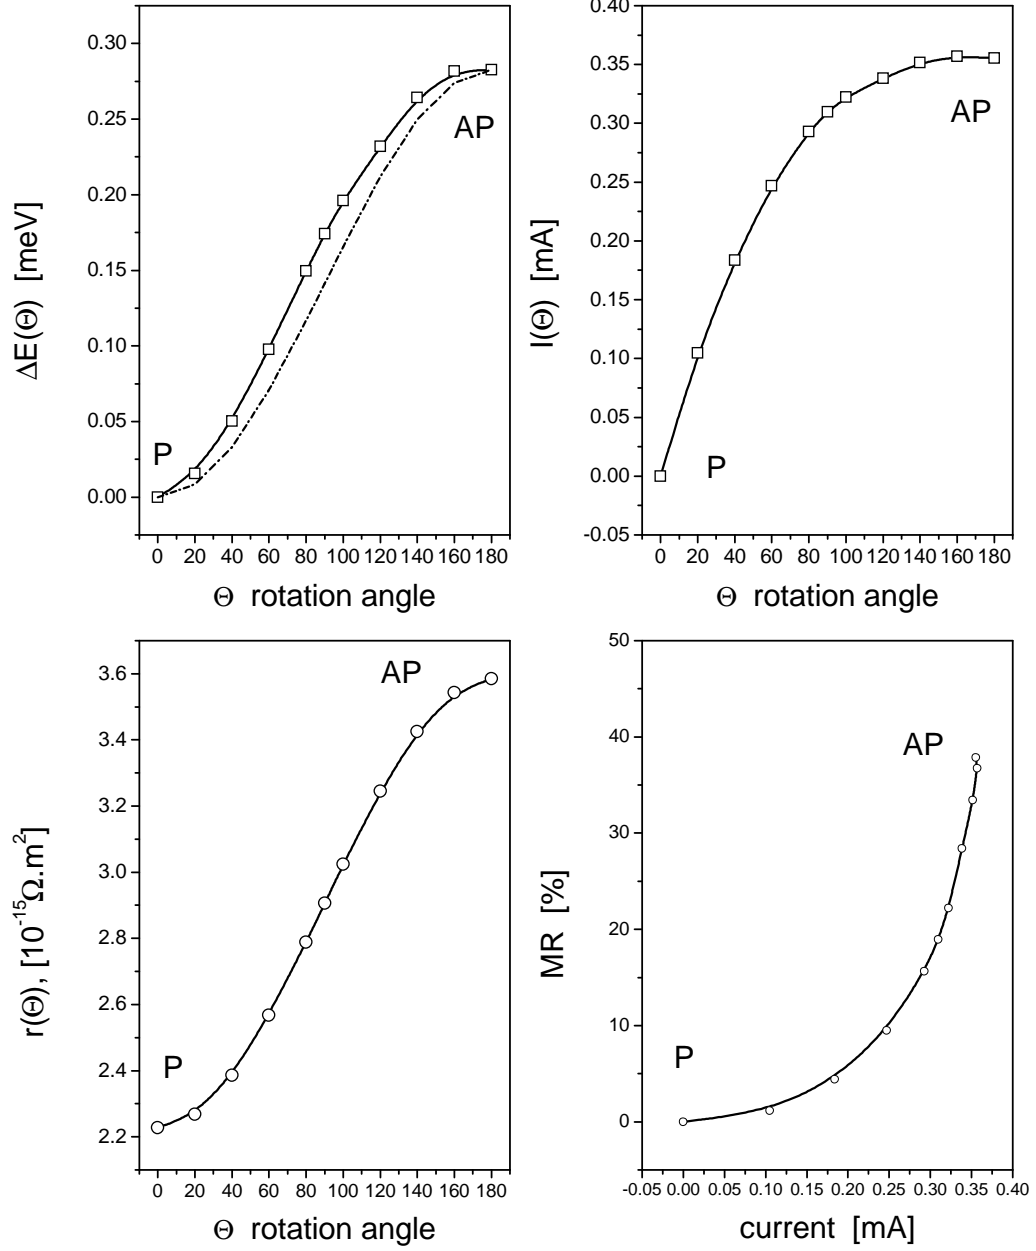 0.30
0.25
0.20
0.15
0.10
0.05
0.00
ΔE(Θ) [meV]
P
AP
0 20 40 60 80 100 120 140 160 180
Θ rotation angle
0.40
0.35
0.30
0.25
0.20
0.15
0.10
0.05
0.00
-0.05
I(Θ) [mA]
AP
P
0 20 40 60 80 100 120 140 160 180
Θ rotation angle
3.6
3.4
3.2
3.0
2.8
2.6
2.4
2.2
r(Θ), [10⁻¹⁵Ω.m²]
AP
P
0 20 40 60 80 100 120 140 160 180
Θ rotation angle
50
40
30
20
10
0
MR [%]
AP
P
-0.05 0.00 0.05 0.10 0.15 0.20 0.25 0.30 0.35 0.40
current [mA]